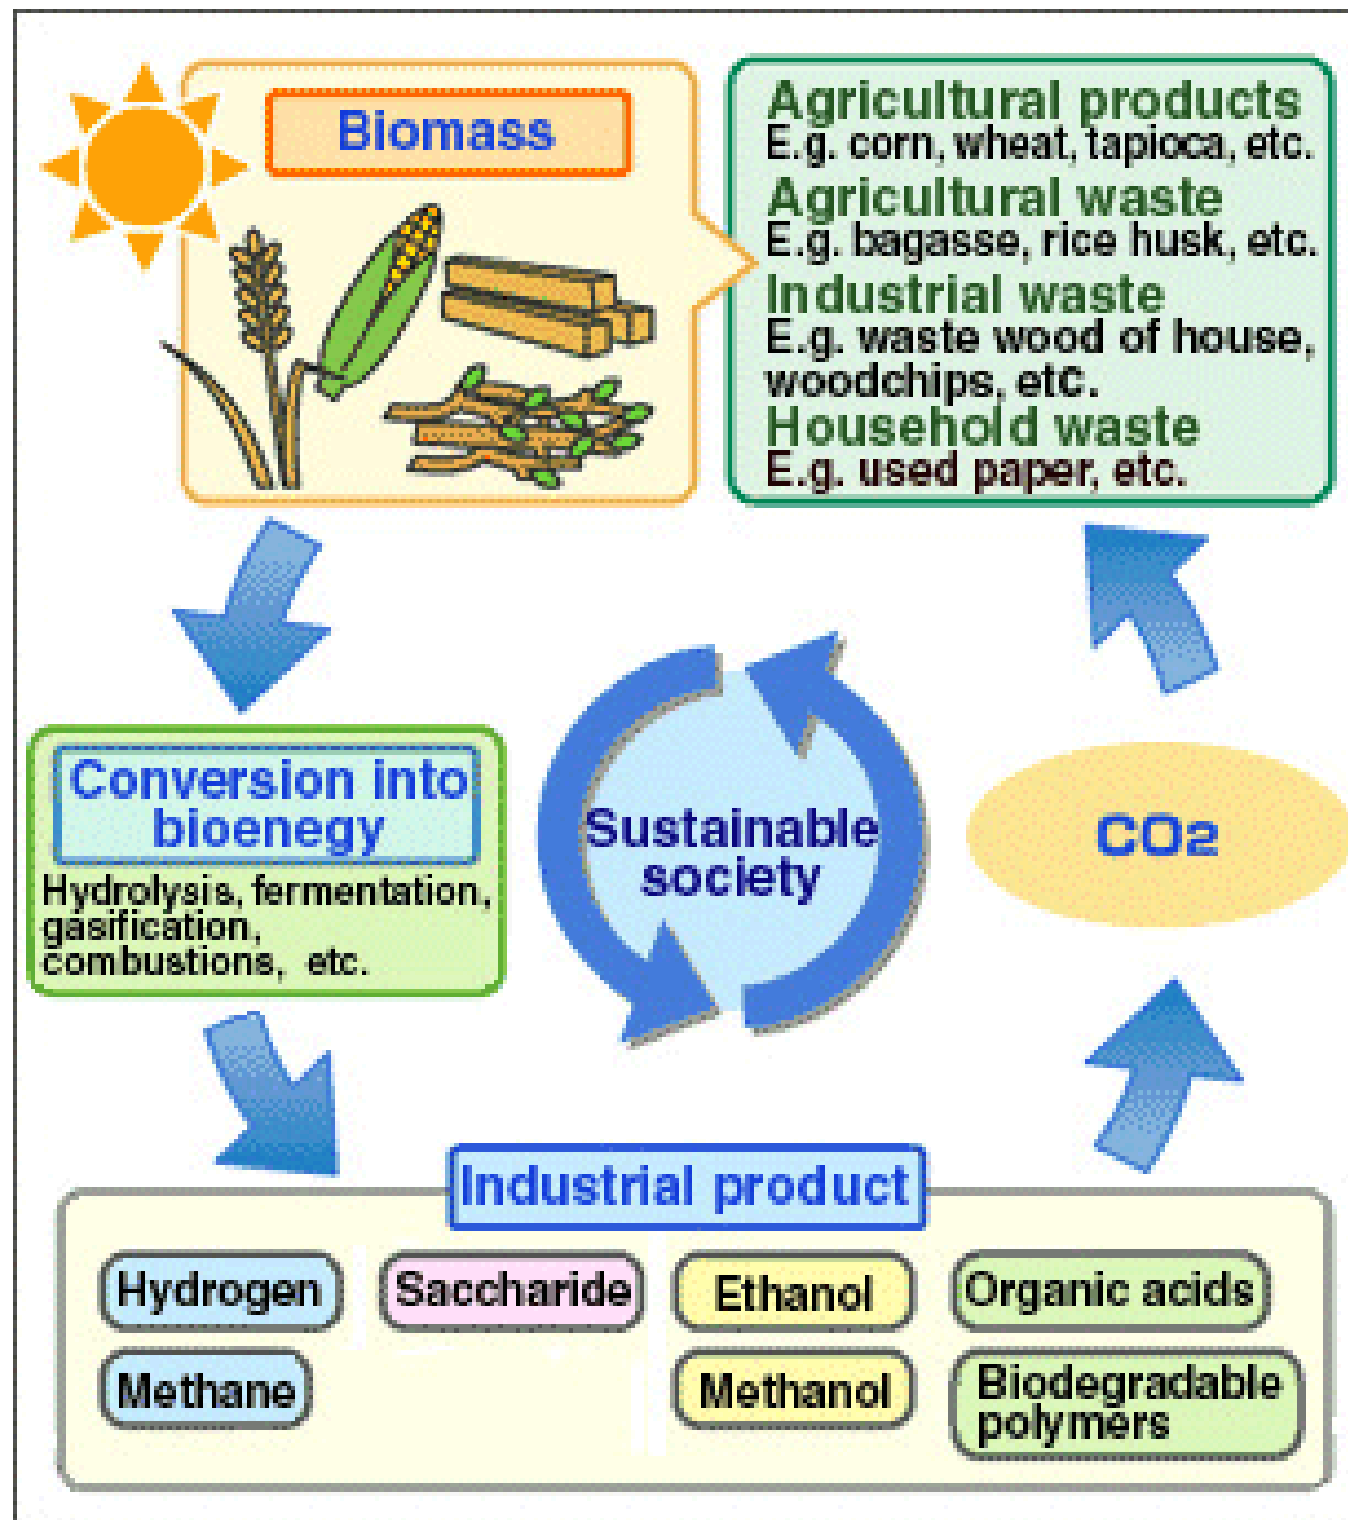 Biomass
Agricultural products
E.g. corn, wheat, tapioca, etc.
Agricultural waste
E.g. bagasse, rice husk, etc.
Industrial waste
E.g. waste wood of house,
woodchips, etc.
Household waste
E.g. used paper, etc.
Conversion into
bioenegy
Hydrolysis, fermentation,
gasification,
combustions, etc.
Sustainable
society
CO2
Industrial product
Hydrogen
Saccharide
Ethanol
Organic acids
Methane
Methanol
Biodegradable
polymers